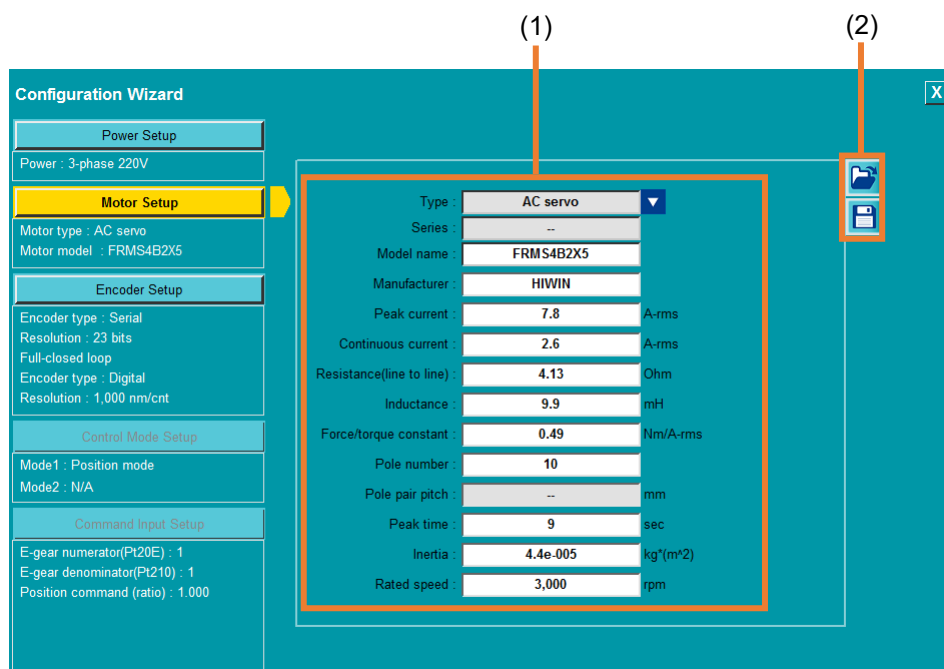 (1) (2)
Configuration Wizard X
Power Setup
Power : 3-phase 220V
Motor Setup
Motor type : AC servo
Motor model : FRMS4B2X5
Encoder Setup
Encoder type : Serial
Resolution : 23 bits
Full-closed loop
Encoder type : Digital
Resolution : 1,000 nm/cnt
Control Mode Setup
Mode1 : Position mode
Mode2 : N/A
Command Input Setup
E-gear numerator(Pt20E) : 1
E-gear denominator(Pt210) : 1
Position command (ratio) : 1.000
Type : AC servo
Series : --
Model name : FRMS4B2X5
Manufacturer : HIWIN
Peak current : 7.8 A-rms
Continuous current : 2.6 A-rms
Resistance(line to line) : 4.13 Ohm
Inductance : 9.9 mH
Force/torque constant : 0.49 Nm/A-rms
Pole number : 10
Pole pair pitch : -- mm
Peak time : 9 sec
Inertia : 4.4e-005 kg*(m^2)
Rated speed : 3,000 rpm